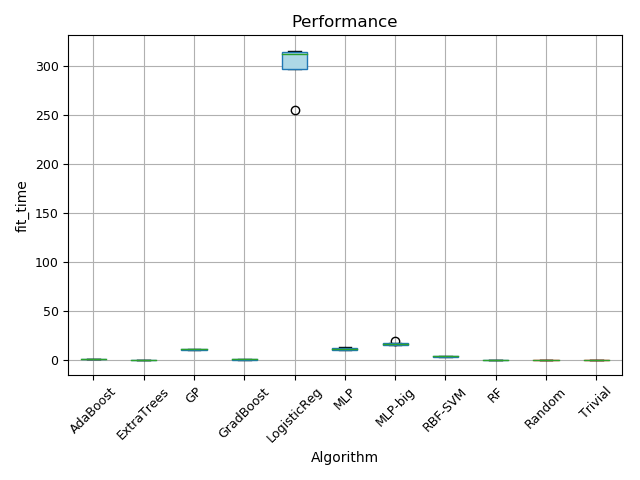 Performance
fit_time
300
250
200
150
100
50
0
AdaBoost
ExtraTrees
GP
GradBoost
LogisticReg
MLP
MLP-big
RBF-SVM
RF
Random
Trivial
Algorithm